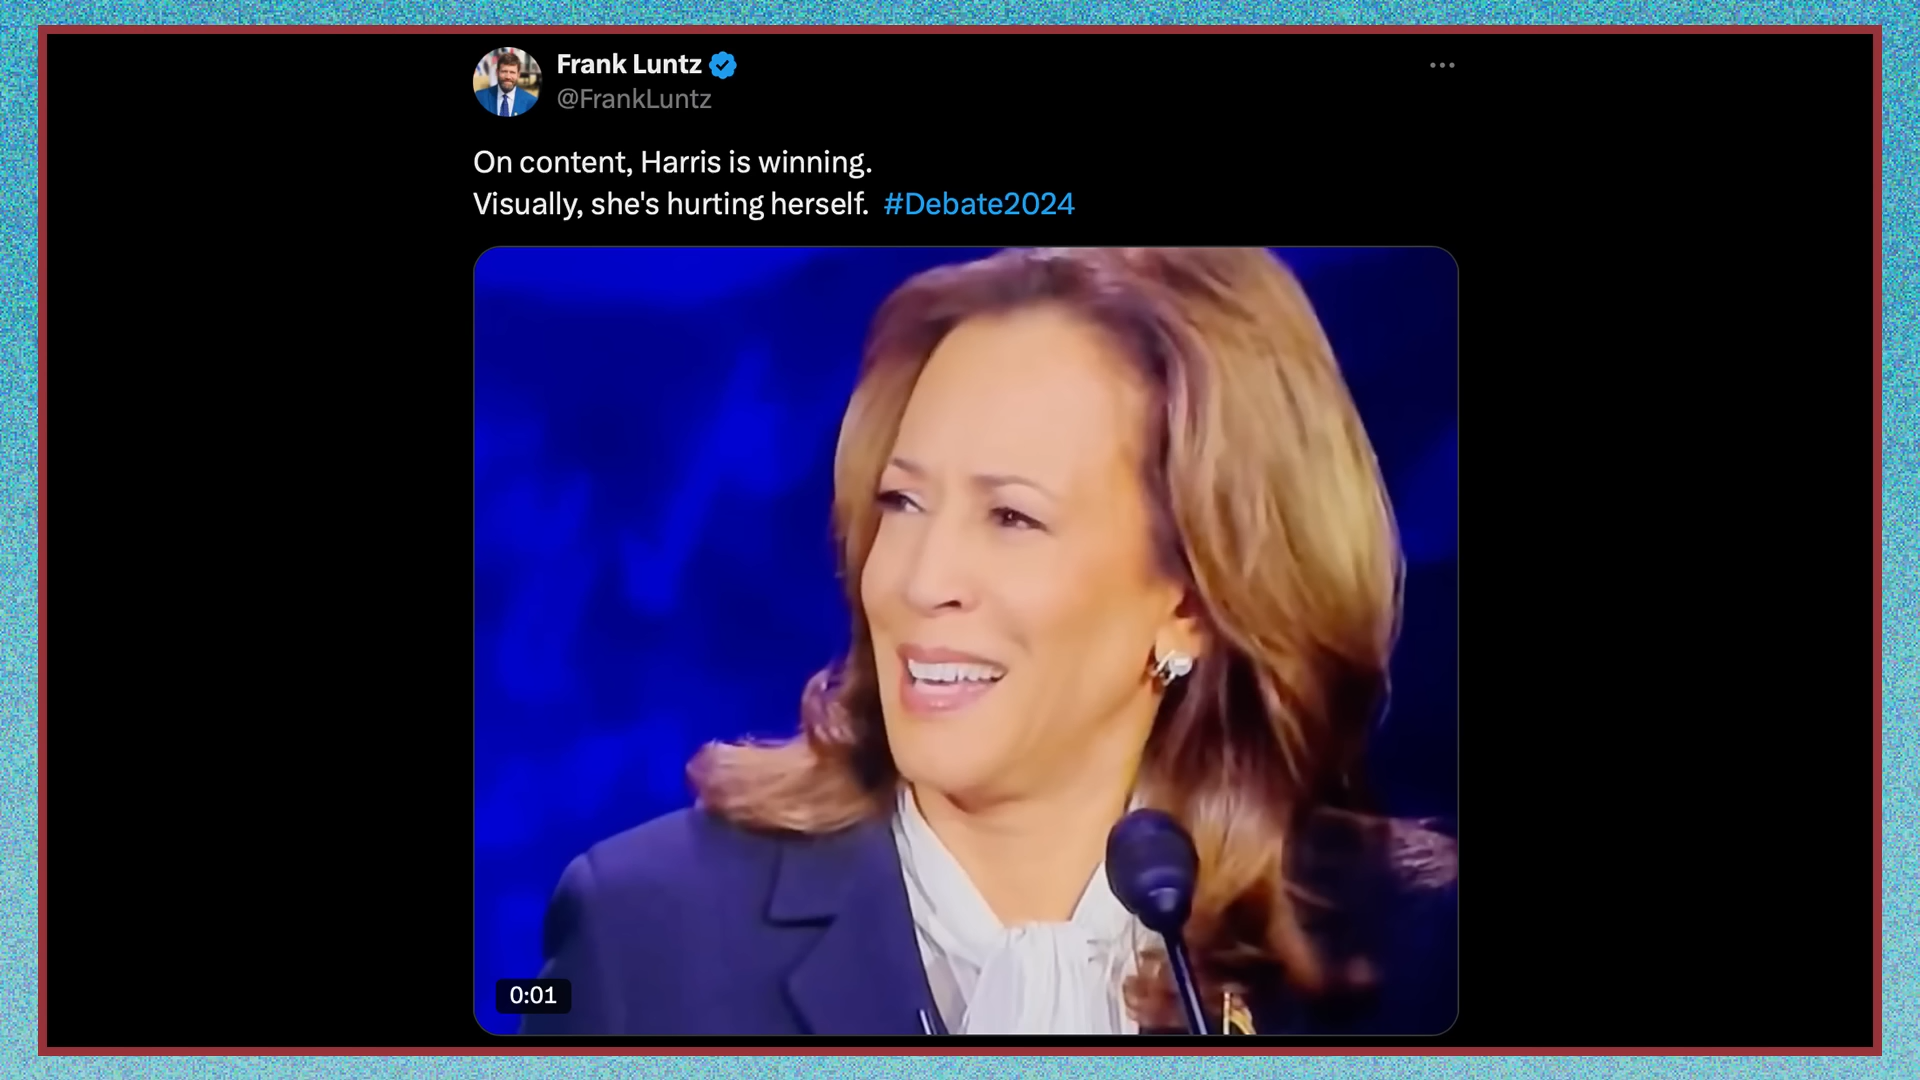 Frank Luntz
@FrankLuntz
On content, Harris is winning.
Visually, she's hurting herself. #Debate2024
0:01